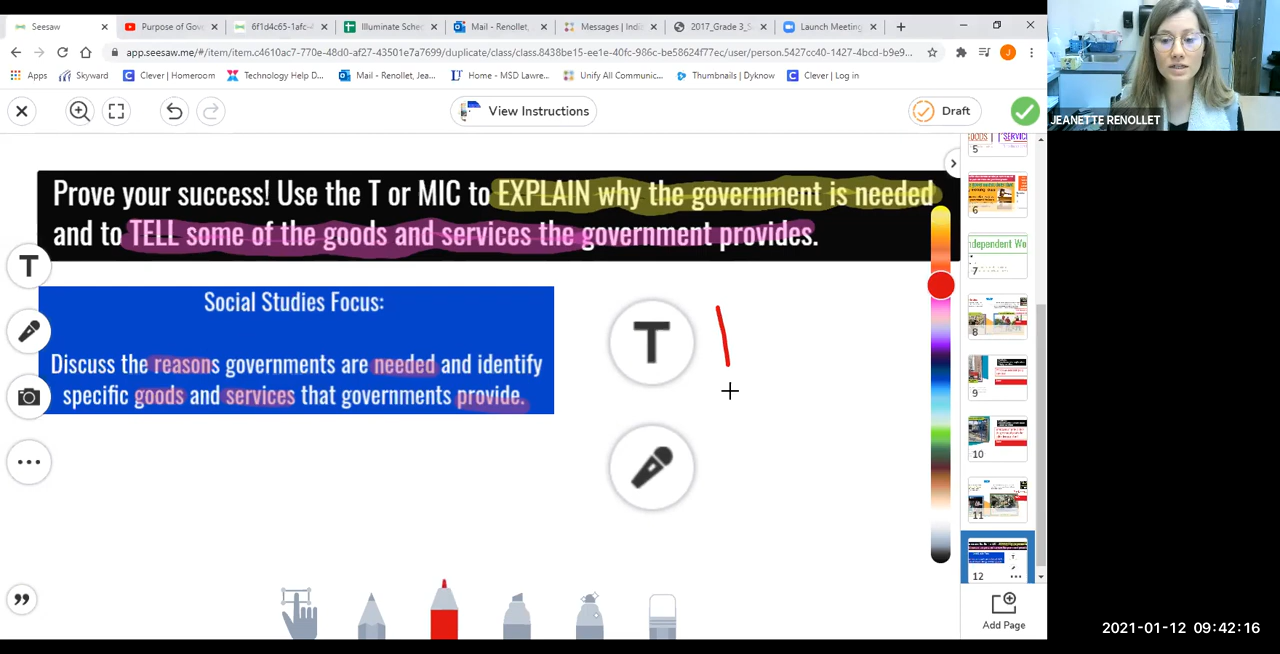 Seesaw
Purpose of Gov
6f1d4c65-1afc-4
Illuminate Sched
Mail - Renollet,
Messages | Indi
2017_Grade_3_S
Launch Meeting
app.seesaw.me/#/item/item.c4610ac7-770e-48d0-af27-43501e7a7699/duplicate/class/class.8438be15-ee1e-40fc-986c-be58624f77ec/user/person.5427cc40-1427-4bcd-b9e9...
J
Apps
Skyward
Clever | Homeroom
Technology Help D...
Mail - Renollet, Jea...
Home - MSD Lawre...
Unify All Communic...
Thumbnails | Dyknow
Clever | Log in
JEANETTE RENOLLET
View Instructions
Draft
Prove your success! Use the T or MIC to EXPLAIN why the government is needed
and to TELL some of the goods and services the government provides.
T
Social Studies Focus:
Discuss the reasons governments are needed and identify
specific goods and services that governments provide.
T
5
6
ndependent Wo
7
8
9
10
11
12
Add Page
2021-01-12 09:42:16